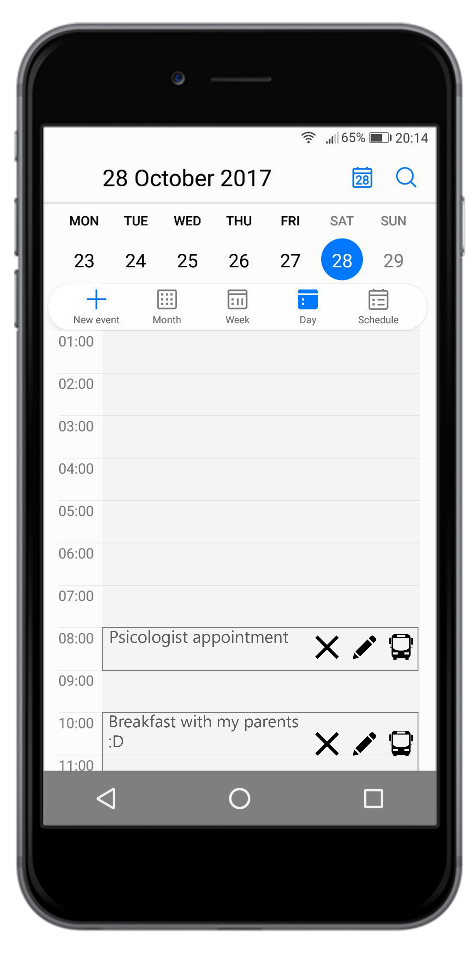 65% 20:14
28 October 2017 28
MON TUE WED THU FRI SAT SUN
23 24 25 26 27 28 29
New event Month Week Day Schedule
01:00
02:00
03:00
04:00
05:00
06:00
07:00
08:00 Psicologist appointment
09:00
10:00 Breakfast with my parents
:D
11:00